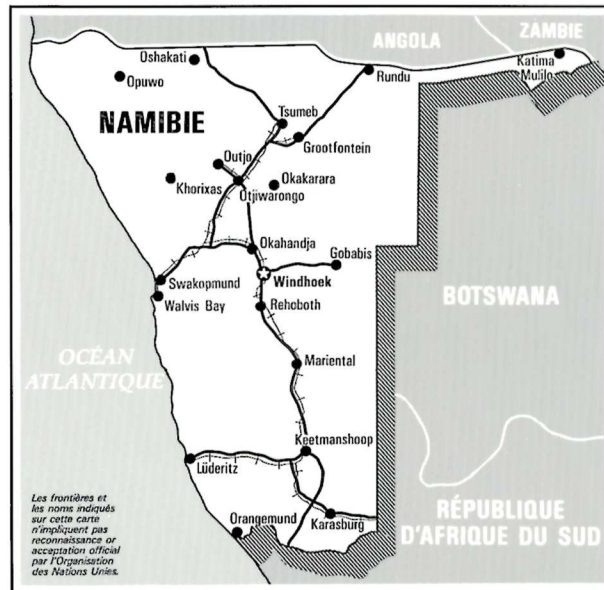 ANGOLA
ZAMBIE
Oshakati
Katima
Mulilo
Opuwo
Rundu
Tsumeb
NAMIBIE
Grootfontein
Outjo
Khorixas
Okakarara
Otjiwarongo
Okahandja
Gobabis
Swakopmund
Windhoek
Walvis Bay
Rehoboth
BOTSWANA
OCÉAN
ATLANTIQUE
Mariental
Keetmanshoop
Lüderitz
Les frontières et
les noms indiqués
sur cette carte
n'impliquent pas
reconnaissance or
acceptation official
par l'Organisation
des Nations Unies.
Orangemund
Karasburg
RÉPUBLIQUE
D'AFRIQUE DU SUD